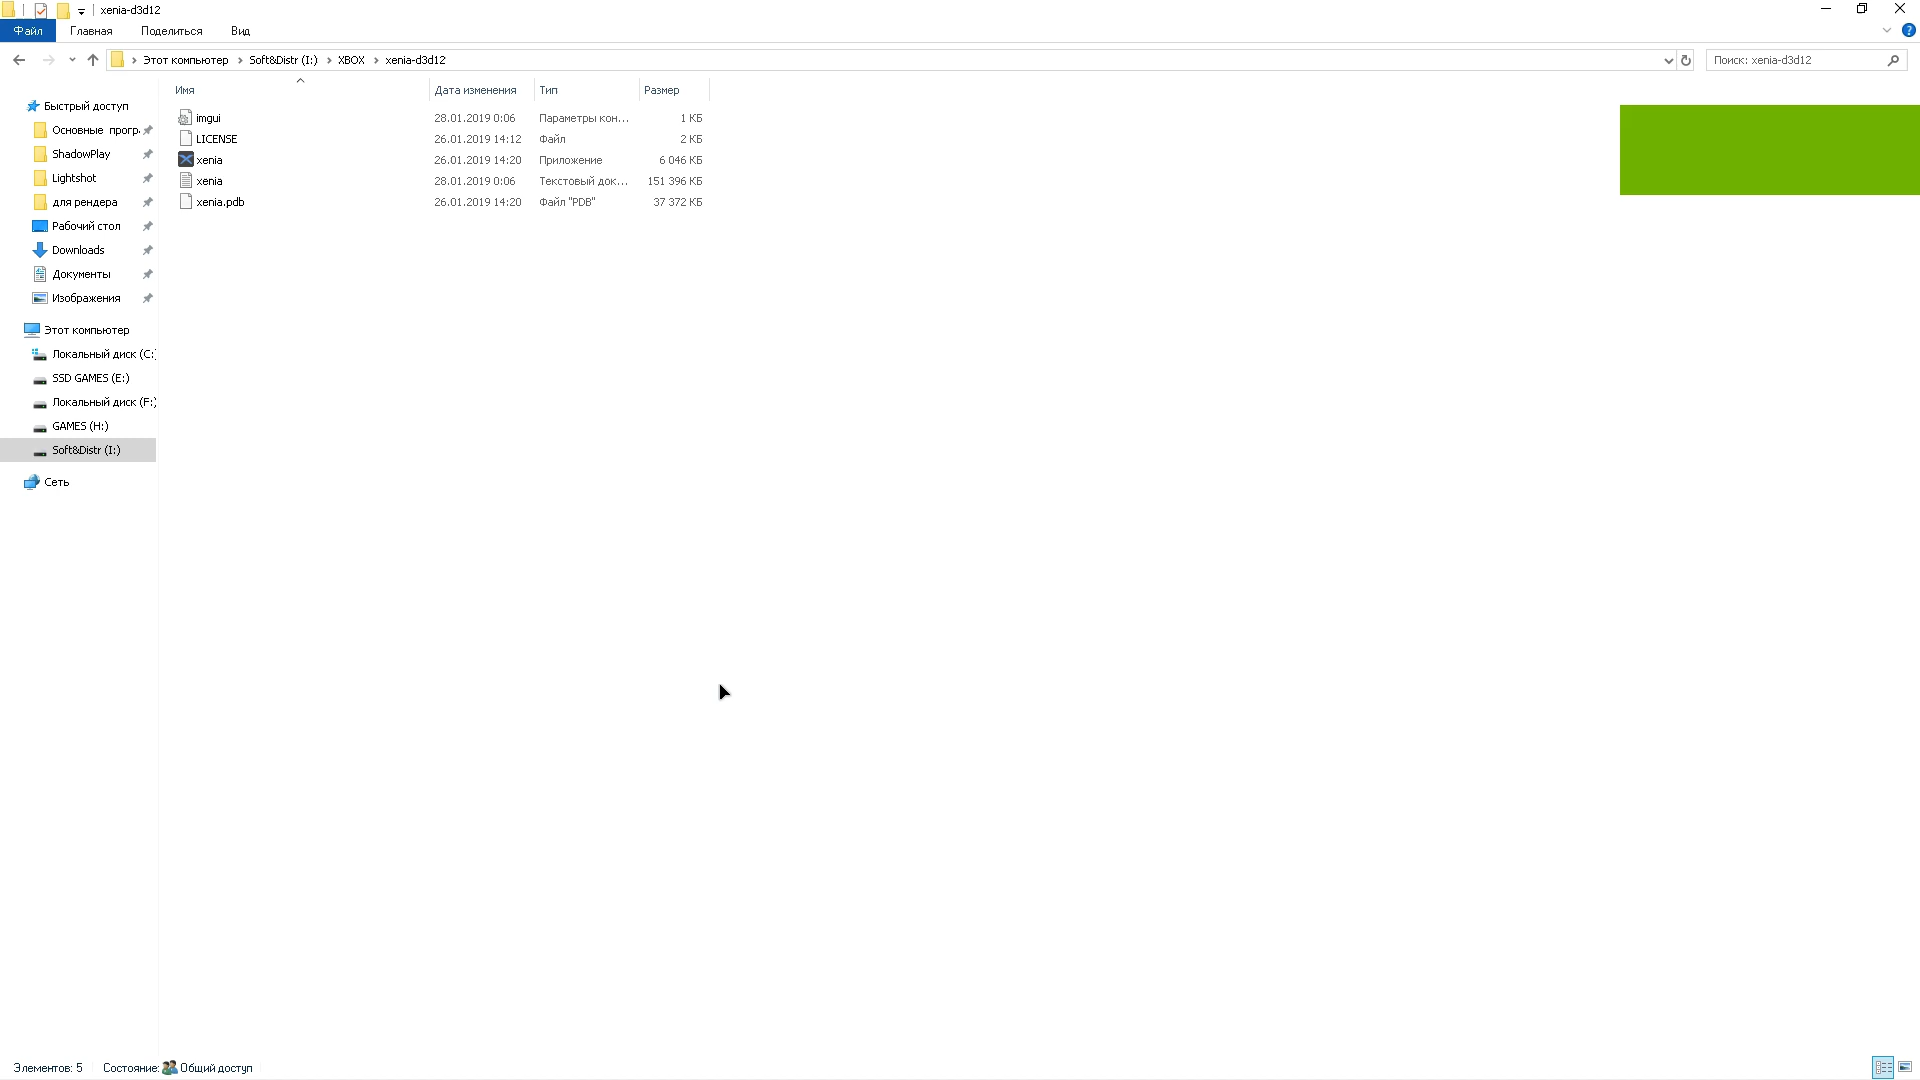 xenia-d3d12
Файл Главная Поделиться Вид
Этот компьютер Soft&Distr (I:) XBOX xenia-d3d12 Поиск: xenia-d3d12
Имя Дата изменения Тип Размер
imgui 28.01.2019 0:06 Параметры кон... 1 КБ
LICENSE 26.01.2019 14:12 Файл 2 КБ
xenia 26.01.2019 14:20 Приложение 6 046 КБ
xenia 28.01.2019 0:06 Текстовый док... 151 396 КБ
xenia.pdb 26.01.2019 14:20 Файл "PDB" 37 372 КБ
Быстрый доступ
Основные прогр
ShadowPlay
Lightshot
для рендера
Рабочий стол
Downloads
Документы
Изображения
Этот компьютер
Локальный диск (C:)
SSD GAMES (E:)
Локальный диск (F:)
GAMES (H:)
Soft&Distr (I:)
Сеть
Элементов: 5 Состояние: Общий доступ